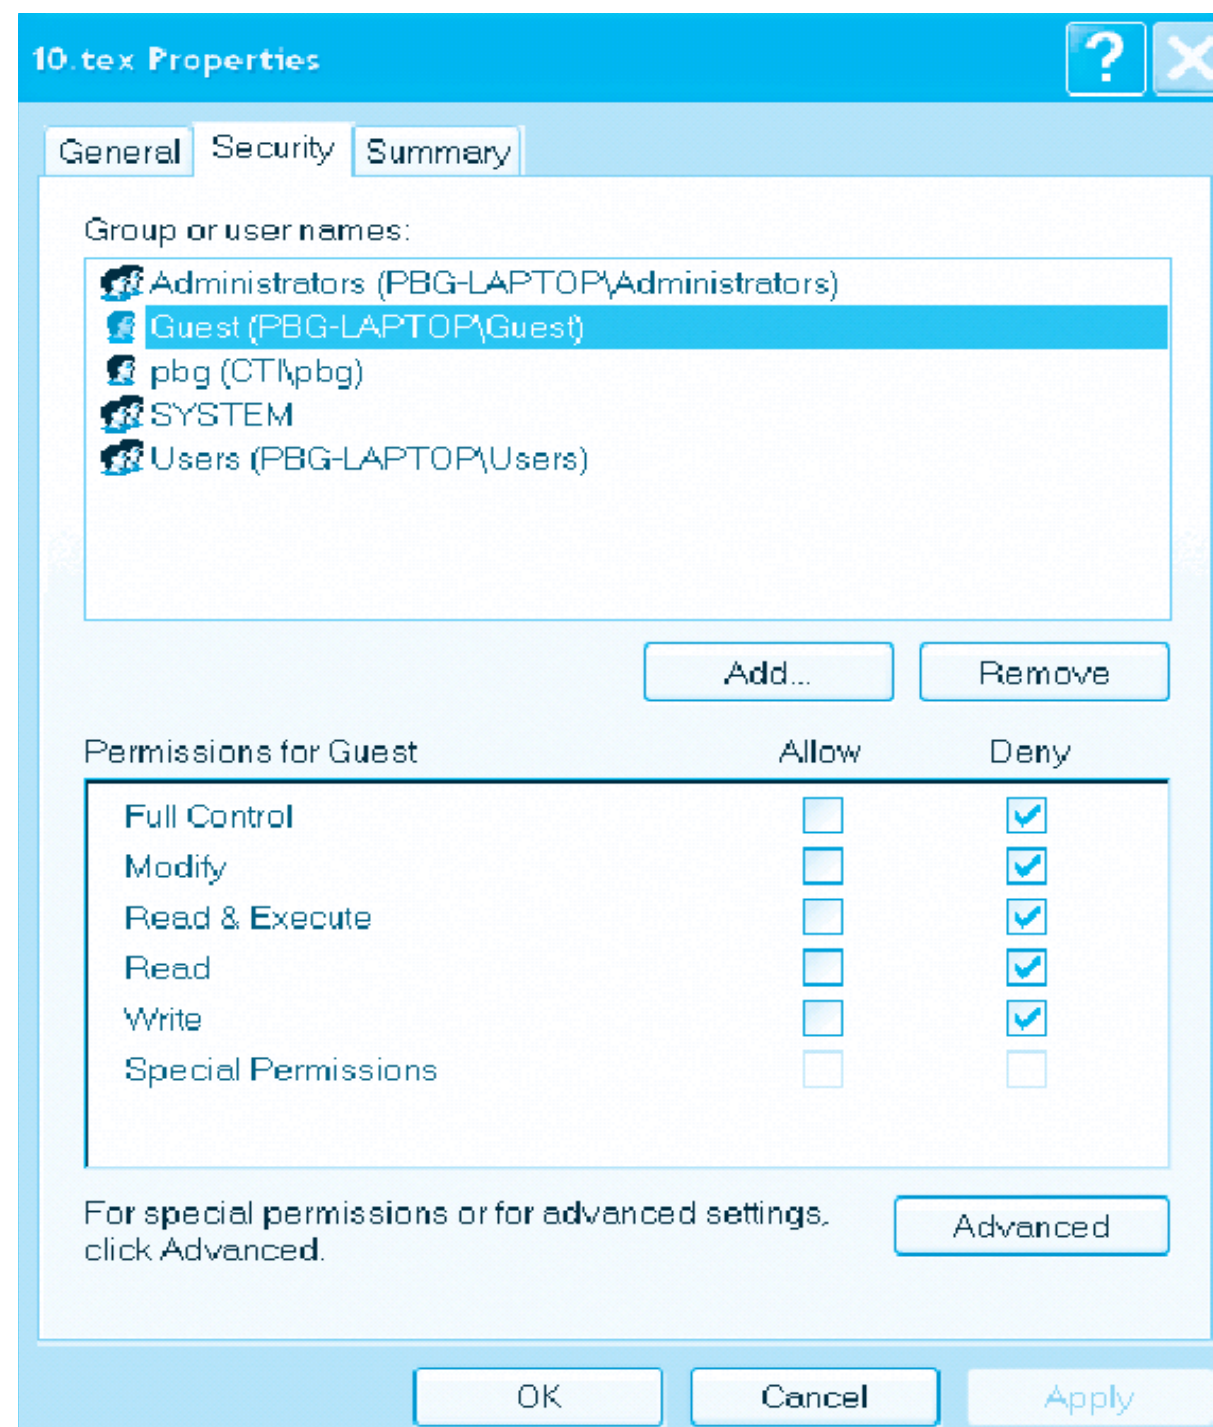 10.tex Properties
General Security Summary
Group or user names:
Administrators (PBG-LAPTOP\Administrators)
Guest (PBG-LAPTOP\Guest)
pbg (CTI\pbg)
SYSTEM
Users (PBG-LAPTOP\Users)
Add... Remove
Permissions for Guest Allow Deny
Full Control
Modify
Read & Execute
Read
Write
Special Permissions
For special permissions or for advanced settings,
click Advanced.
Advanced
OK Cancel Apply